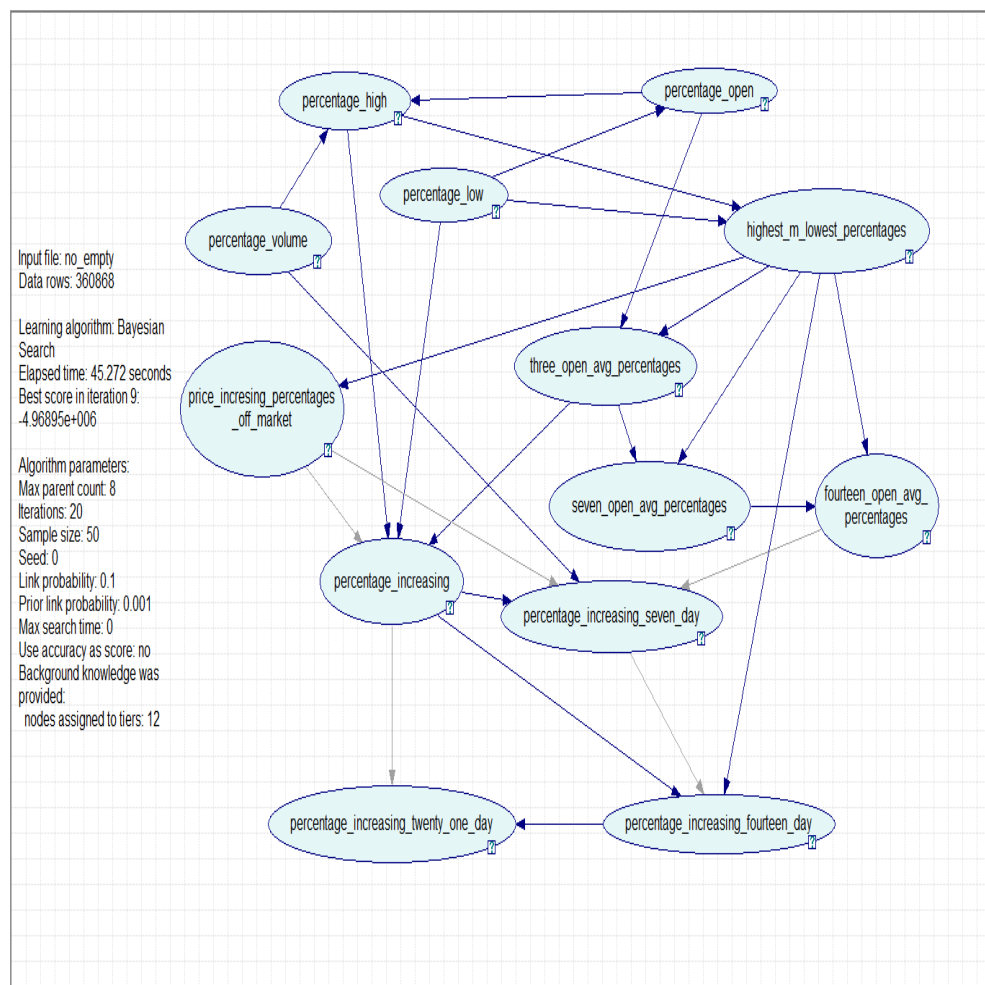 percentage_open
percentage_high
percentage_low
highest_m_lowest_percentages
percentage_volume
Input file: no_empty
Data rows: 360868
Learning algorithm: Bayesian
Search
Elapsed time: 45.272 seconds
Best score in iteration 9:
-4.96895e+006
Algorithm parameters:
Max parent count: 8
Iterations: 20
Sample size: 50
Seed: 0
Link probability: 0.1
Prior link probability: 0.001
Max search time: 0
Use accuracy as score: no
Background knowledge was
provided:
nodes assigned to tiers: 12
three_open_avg_percentages
price_incresing_percentages
_off_market
seven_open_avg_percentages
fourteen_open_avg_
percentages
percentage_increasing
percentage_increasing_seven_day
percentage_increasing_twenty_one_day
percentage_increasing_fourteen_day
?
?
?
?
?
?
?
?
?
?
?
?